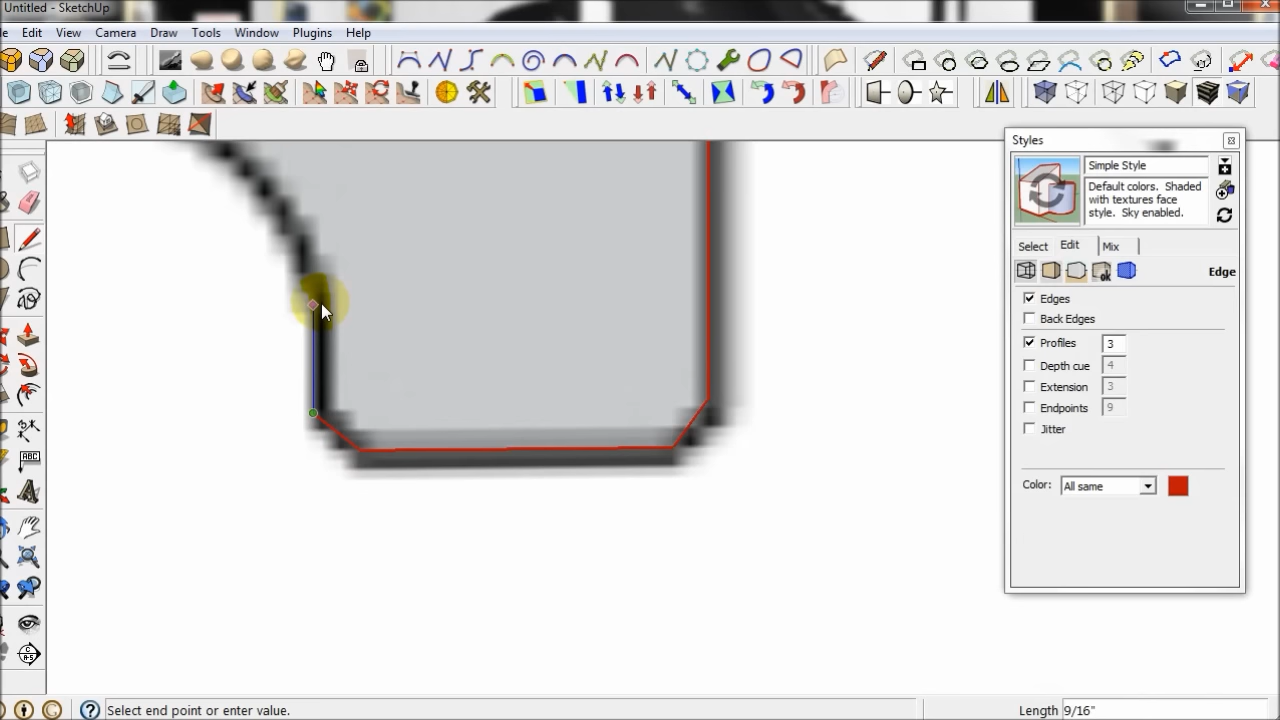 Untitled - SketchUp
Edit View Camera Draw Tools Window Plugins Help
Styles
Simple Style
Default colors. Shaded
with textures face
style. Sky enabled.
Select Edit Mix
Edge
Edges
Back Edges
Profiles 3
Depth cue 4
Extension 3
Endpoints 9
Jitter
Color: All same
ABC
Select end point or enter value. Length 9/16"